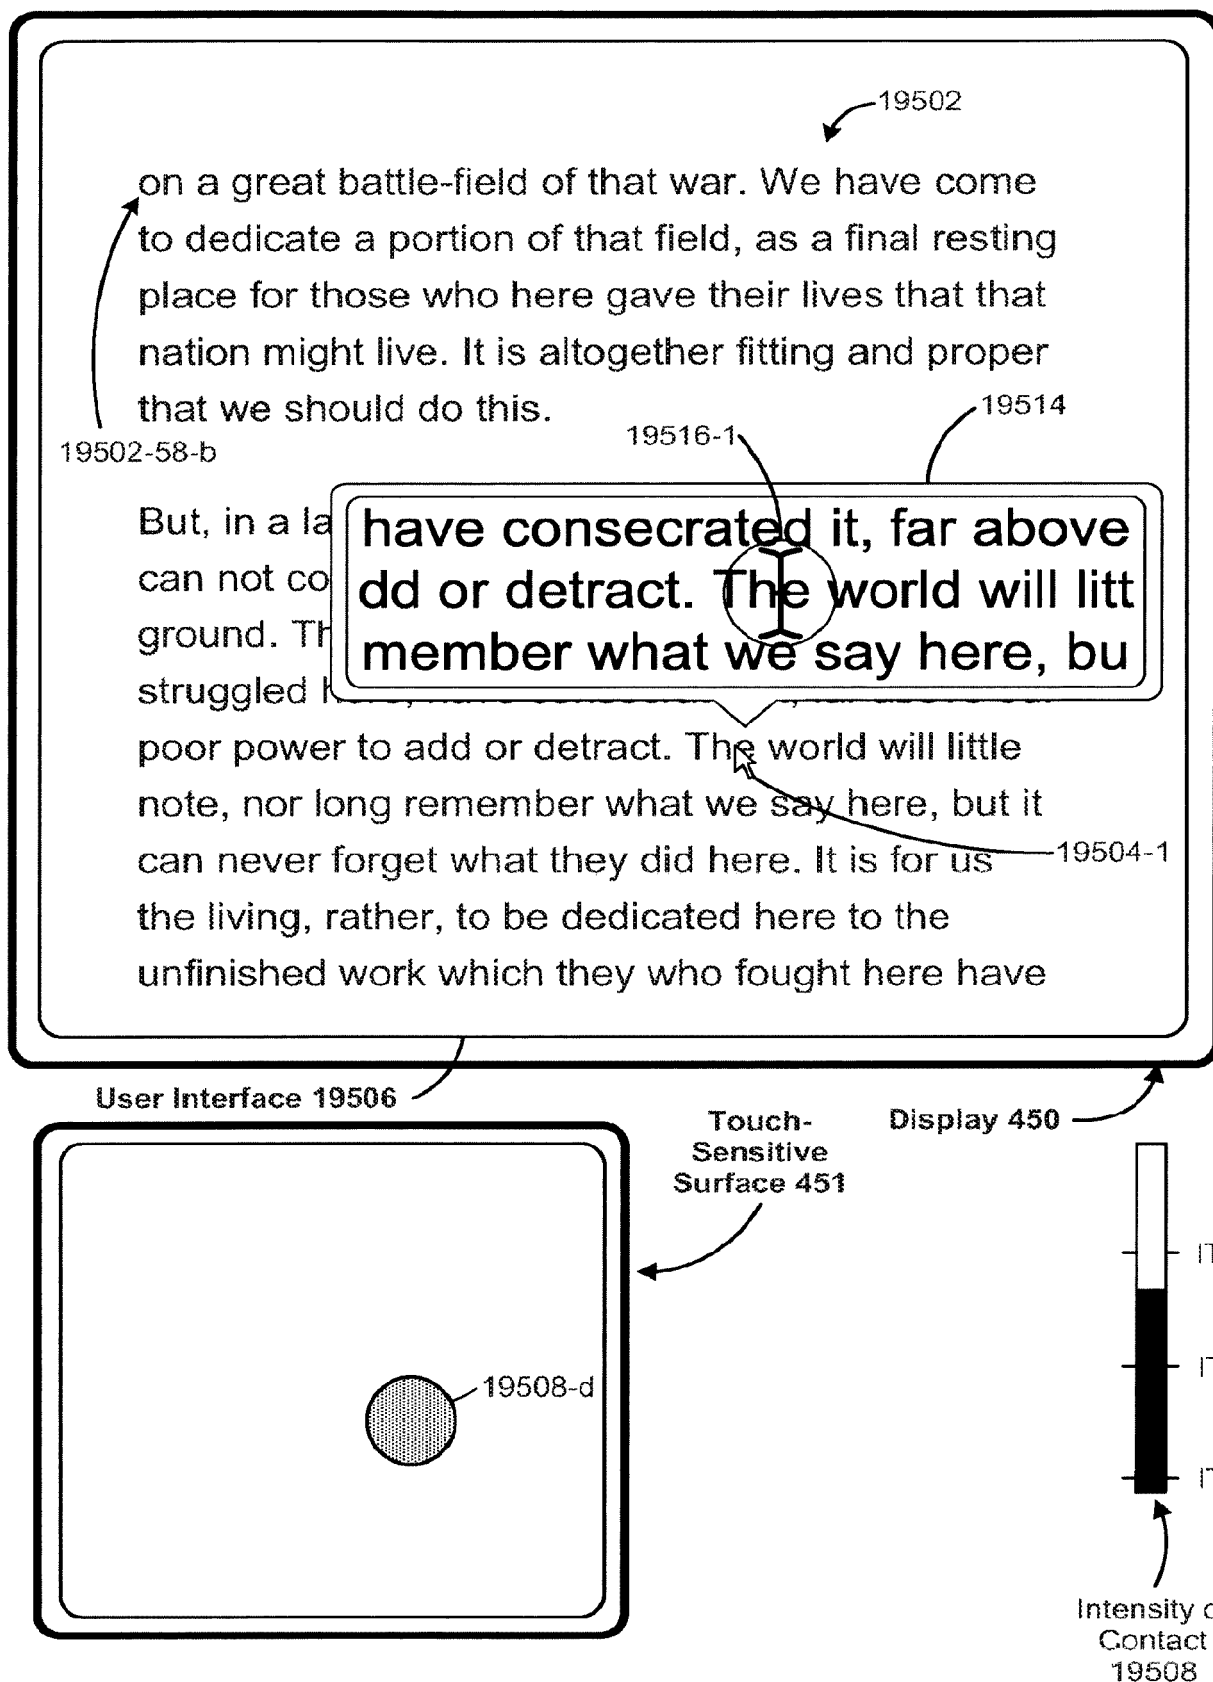 19502
on a great battle-field of that war. We have come
to dedicate a portion of that field, as a final resting
place for those who here gave their lives that that
nation might live. It is altogether fitting and proper
that we should do this.
19514
19516-1
19502-58-b
But, in a la
have consecrated it, far above
can not co
dd or detract. The world will litt
ground. Th
member what we say here, bu
struggled
poor power to add or detract. The world will little
note, nor long remember what we say here, but it
can never forget what they did here. It is for us
19504-1
the living, rather, to be dedicated here to the
unfinished work which they who fought here have
User Interface 19506
Touch-
Sensitive
Surface 451
Display 450
IT
IT
IT
19508-d
Intensity
Contact
19508